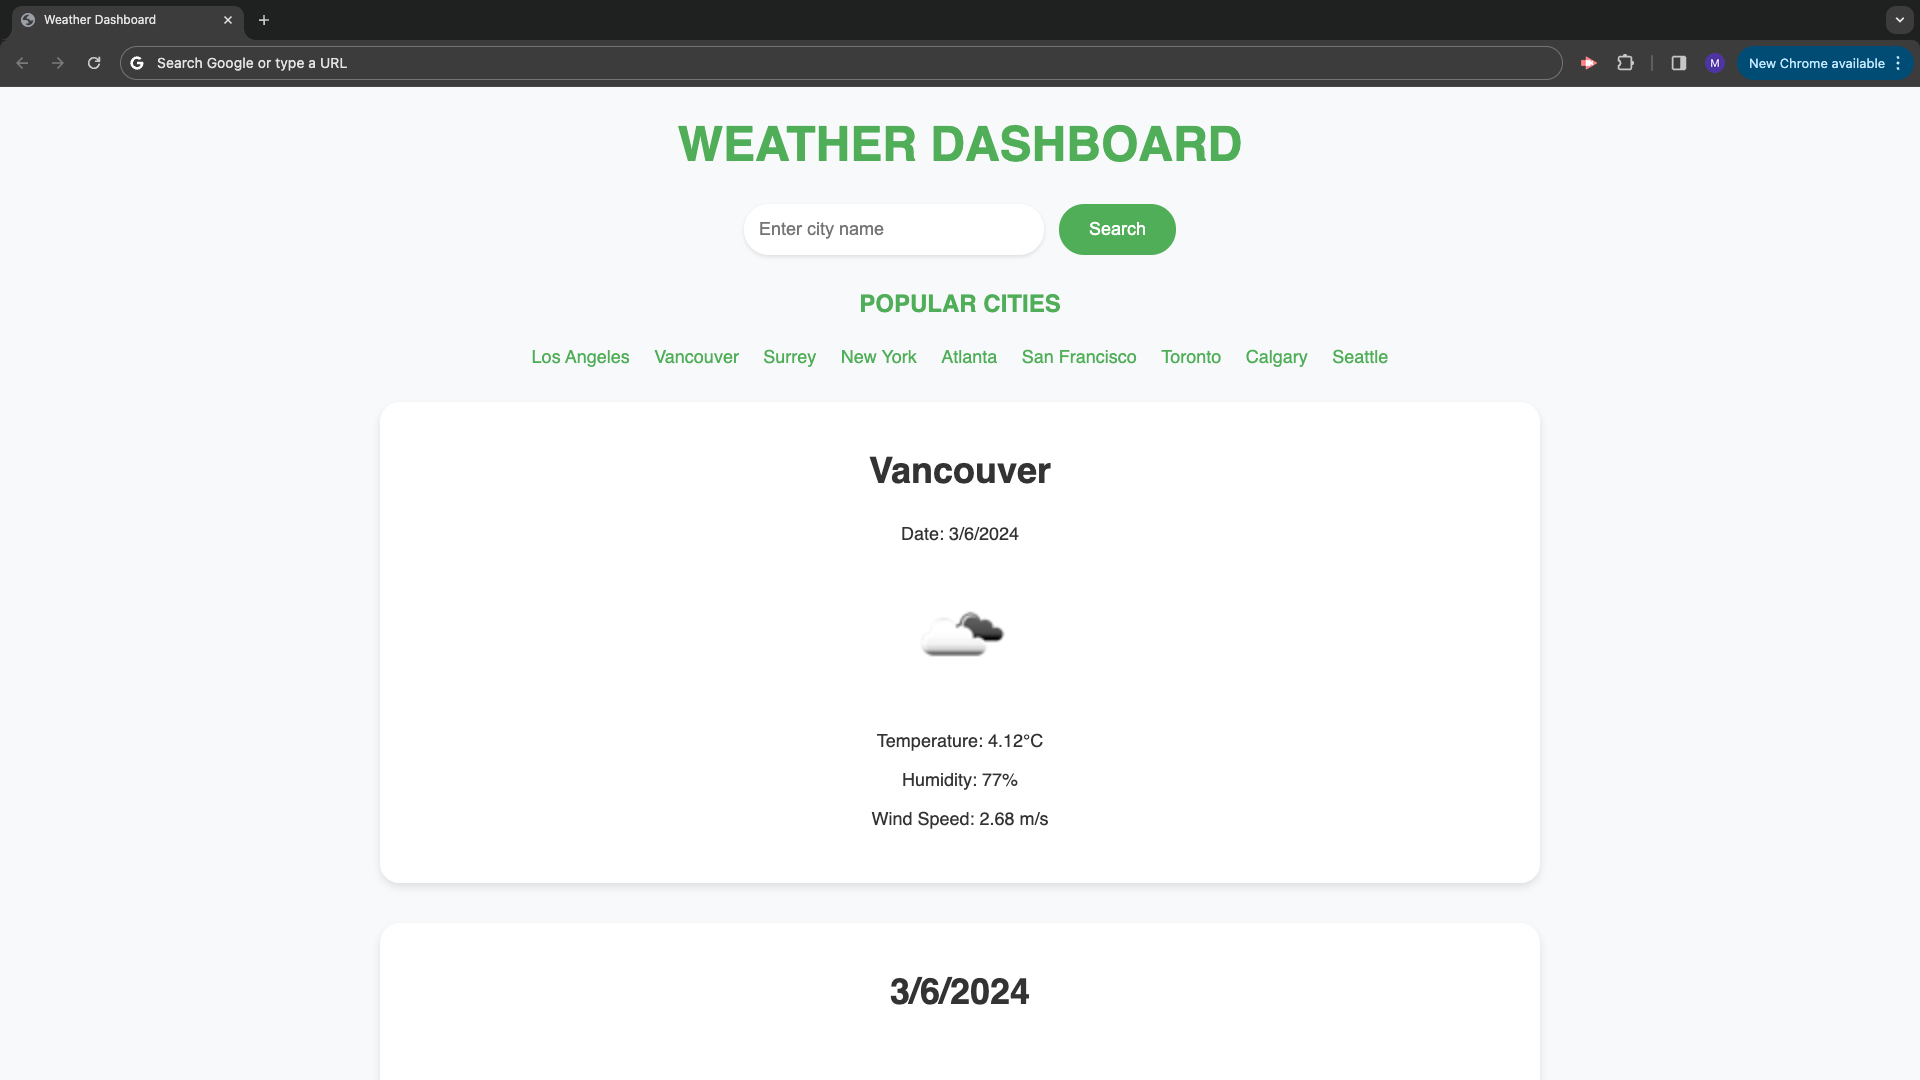 Weather Dashboard
Search Google or type a URL
M
New Chrome available
WEATHER DASHBOARD
Enter city name
Search
POPULAR CITIES
Los Angeles Vancouver Surrey New York Atlanta San Francisco Toronto Calgary Seattle
Vancouver
Date: 3/6/2024
Temperature: 4.12°C
Humidity: 77%
Wind Speed: 2.68 m/s
3/6/2024